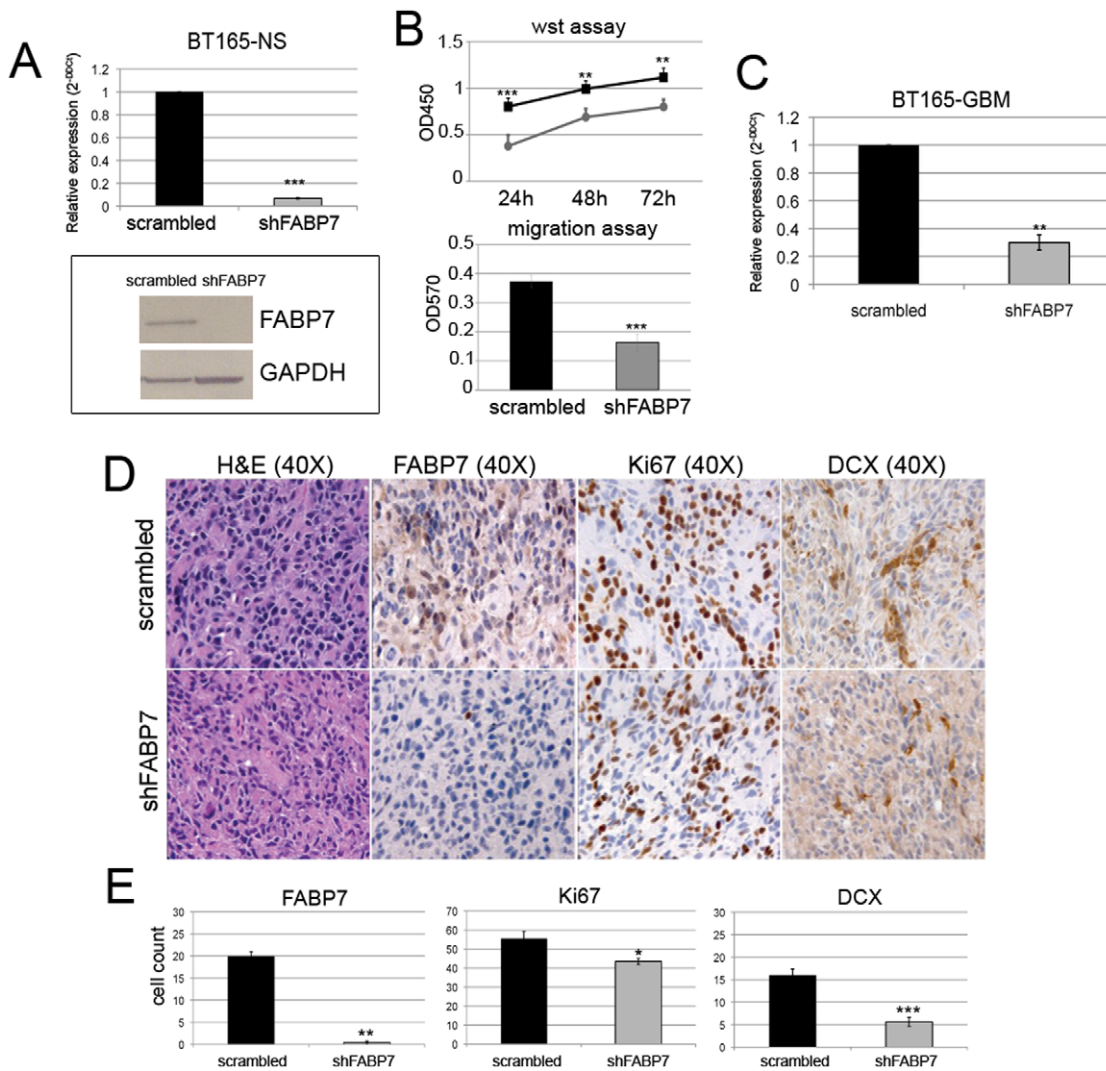 A
BT165-NS
Relative expression (2-DDCt)
1.2
1
0.8
0.6
0.4
0.2
0
***
scrambled shFABP7
scrambled shFABP7
FABP7
GAPDH
B
wst assay
OD450
1.5
1
0.5
0
***
**
**
24h 48h 72h
migration assay
OD570
0.5
0.4
0.3
0.2
0.1
0
***
scrambled shFABP7
C
BT165-GBM
Relative expression (2-DDCt)
1.2
1
0.8
0.6
0.4
0.2
0
**
scrambled shFABP7
D
H&E (40X) FABP7 (40X) Ki67 (40X) DCX (40X)
scrambled
shFABP7
E
FABP7
cell count
30
25
20
15
10
5
0
**
scrambled shFABP7
Ki67
70
60
50
40
30
20
10
0
*
scrambled shFABP7
DCX
30
25
20
15
10
5
0
***
scrambled shFABP7